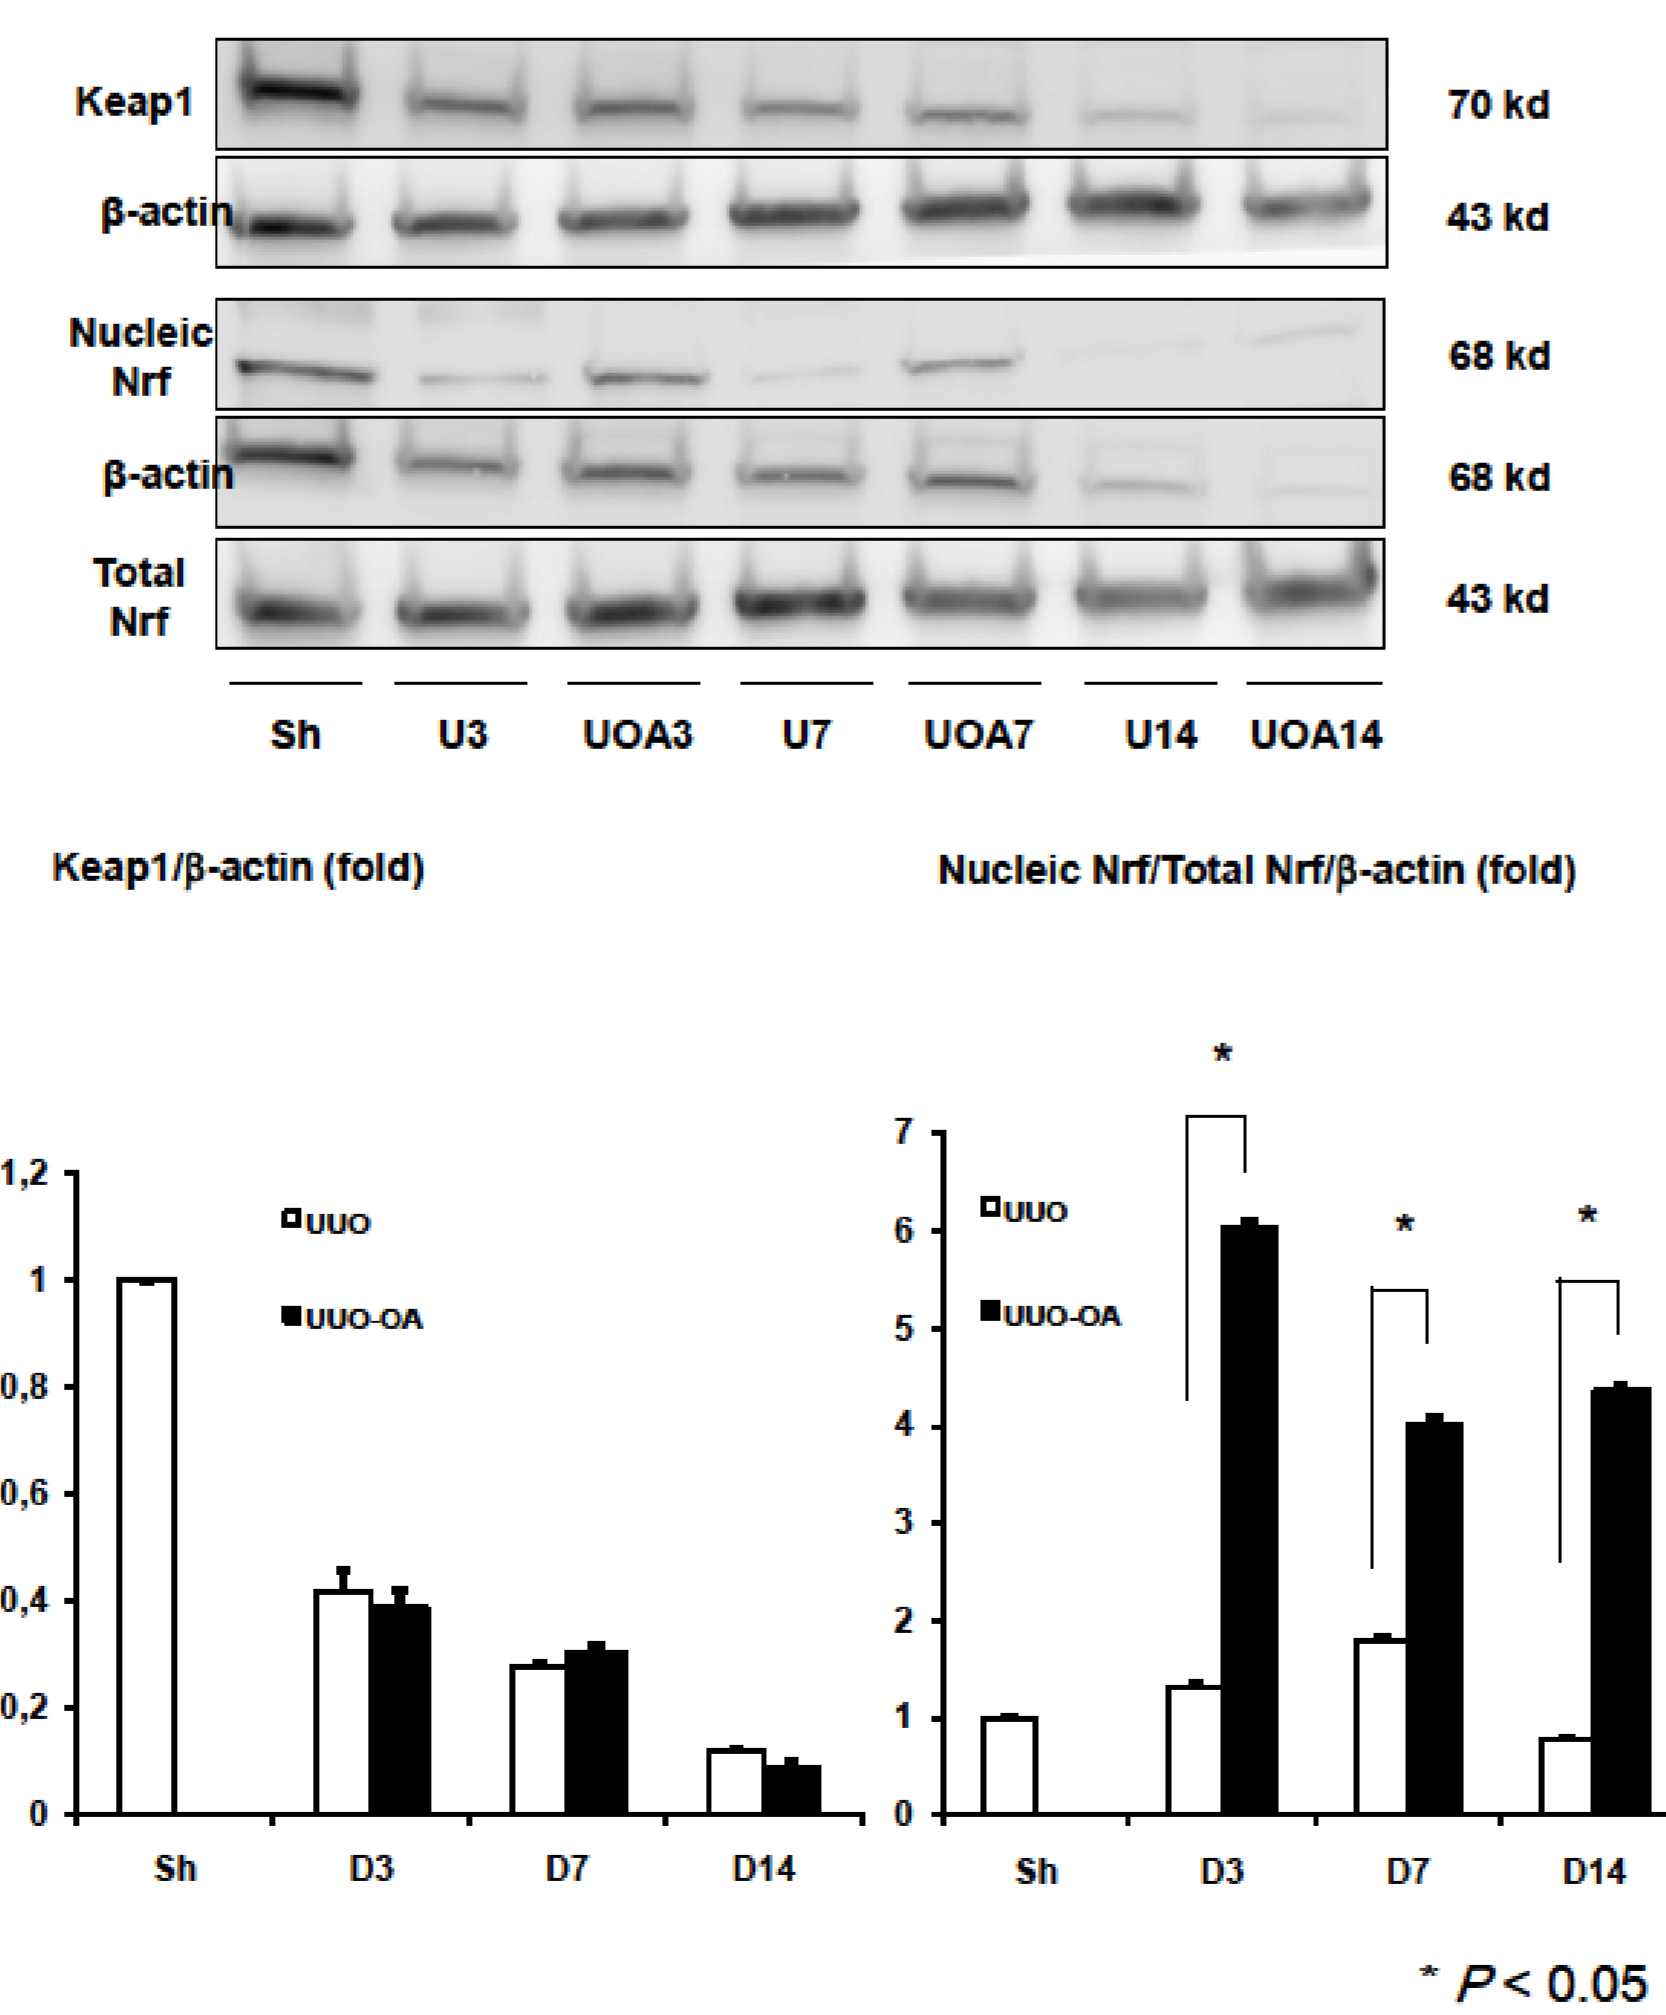 Keap1 70 kd
β-actin 43 kd
Nucleic
Nrf 68 kd
β-actin 68 kd
Total
Nrf 43 kd
Sh U3 UOA3 U7 UOA7 U14 UOA14
Keap1/β-actin (fold)
1,2
1
0,8
0,6
0,4
0,2
0
UUO
UUO-OA
Sh D3 D7 D14
Nucleic Nrf/Total Nrf/β-actin (fold)
*
* *
7
6
5
4
3
2
1
0
UUO
UUO-OA
Sh D3 D7 D14
* P < 0.05